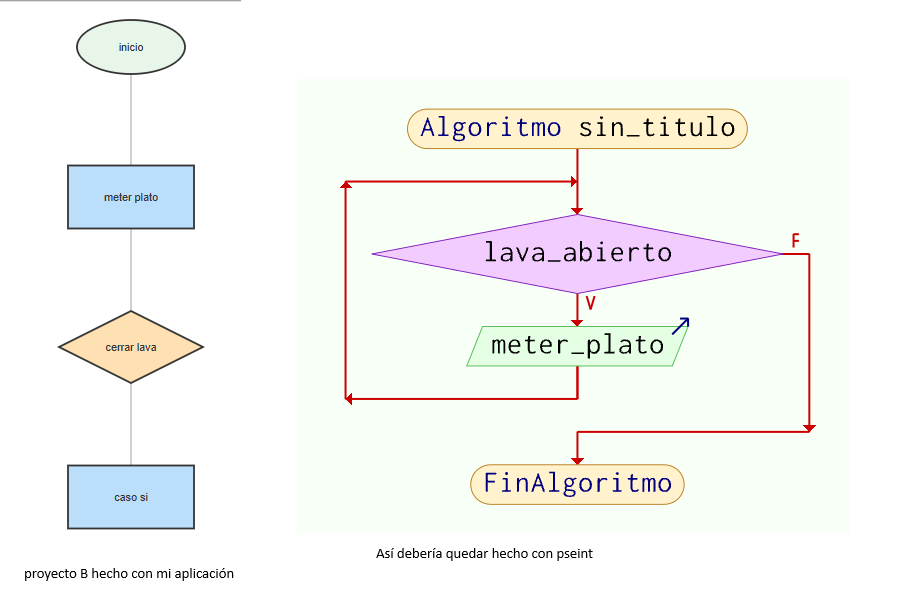 inicio
meter plato
cerrar lava
caso si
proyecto B hecho con mi aplicación
Algoritmo sin_titulo
lava_abierto
F
V
meter_plato
FinAlgoritmo
Así debería quedar hecho con pseint